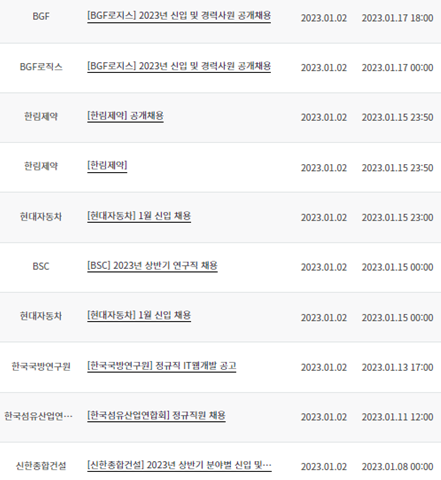 BGF [BGF로지스] 2023년 신입 및 경력사원 공개채용 2023.01.02 2023.01.17 18:00
BGF로직스 [BGF로지스] 2023년 신입 및 경력사원 공개채용 2023.01.02 2023.01.17 00:00
한림제약 [한림제약] 공개채용 2023.01.02 2023.01.15 23:50
한림제약 [한림제약] 2023.01.02 2023.01.15 23:50
현대자동차 [현대자동차] 1월 신입 채용 2023.01.02 2023.01.15 23:00
BSC [BSC] 2023년 상반기 연구직 채용 2023.01.02 2023.01.15 00:00
현대자동차 [현대자동차] 1월 신입 채용 2023.01.02 2023.01.15 00:00
한국국방연구원 [한국국방연구원] 정규직 IT웹개발 공고 2023.01.02 2023.01.13 17:00
한국섬유산업연… [한국섬유산업연합회] 정규직원 채용 2023.01.02 2023.01.11 12:00
신한종합건설 [신한종합건설] 2023년 상반기 분야별 신입 및… 2023.01.02 2023.01.08 00:00